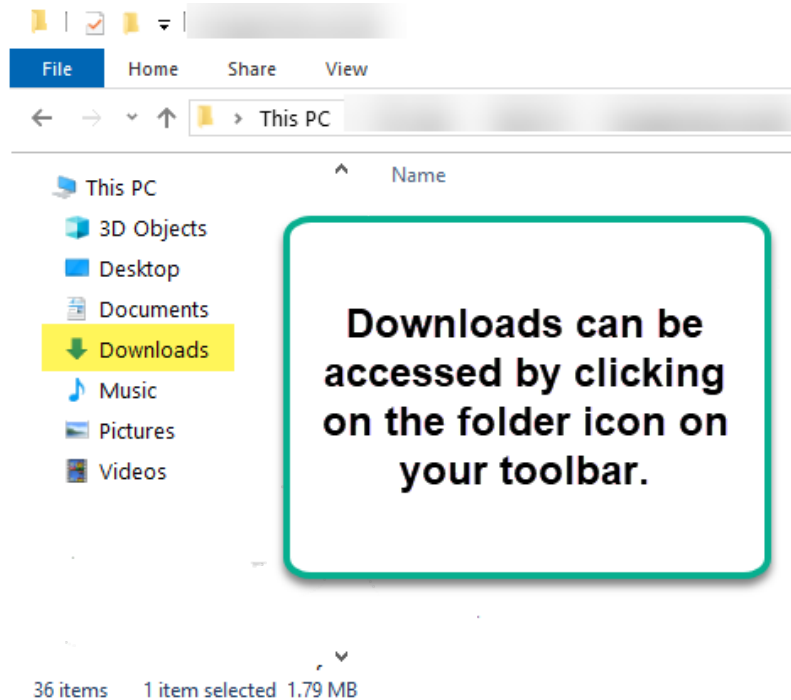 File Home Share View
This PC
Name
This PC
3D Objects
Desktop
Documents
Downloads
Music
Pictures
Videos
Downloads can be
accessed by clicking
on the folder icon on
your toolbar.
36 items 1 item selected 1.79 MB